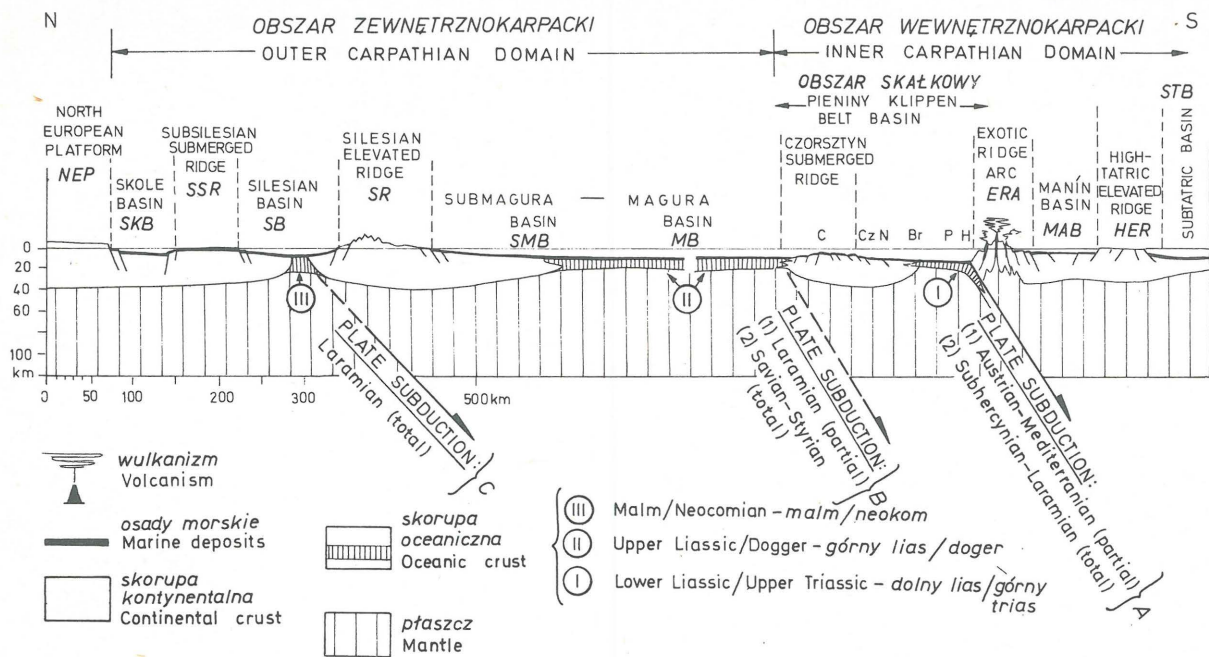 N
OBSZAR ZEWNĘTRZNOKARPACKI
OUTER CARPATHIAN DOMAIN
OBSZAR WEWNĘTRZNOKARPACKI
INNER CARPATHIAN DOMAIN
S
OBSZAR SKAŁKOWY
PIENINY KLIPPEN
BELT BASIN
NORTH
EUROPEAN
PLATFORM
NEP
SKOLE
BASIN
SKB
SUBSILESIAN
SUBMERGED
RIDGE
SSR
SILESIAN
BASIN
SB
SILESIAN
ELEVATED
RIDGE
SR
SUBMAGURA — MAGURA
BASIN
SMB
BASIN
MB
CZORSZTYN
SUBMERGED
RIDGE
C
Cz N
Br
P H
EXOTIC
RIDGE
ARC
ERA
MANÍN
BASIN
MAB
HIGH-
TATRIC
ELEVATED
RIDGE
HER
STB
SUBTATRIC BASIN
0
20
40
60
100
km
0 50 100 200 300 500 km
III
II
I
PLATE SUBDUCTION:
Laramian (total)
C
PLATE SUBDUCTION:
(1) Laramian (partial)
(2) Savian-Styrian
(total)
B
PLATE SUBDUCTION:
(1) Austrian-Mediterranian (partial)
(2) Subhercynian-Laramian (total)
A
wulkanizm
Volcanism
osady morskie
Marine deposits
skorupa
kontynentalna
Continental crust
skorupa
oceaniczna
Oceanic crust
płaszcz
Mantle
III Malm/Neocomian – malm/neokom
II Upper Liassic/Dogger – górny lias/doger
I Lower Liassic/Upper Triassic – dolny lias/górny
trias